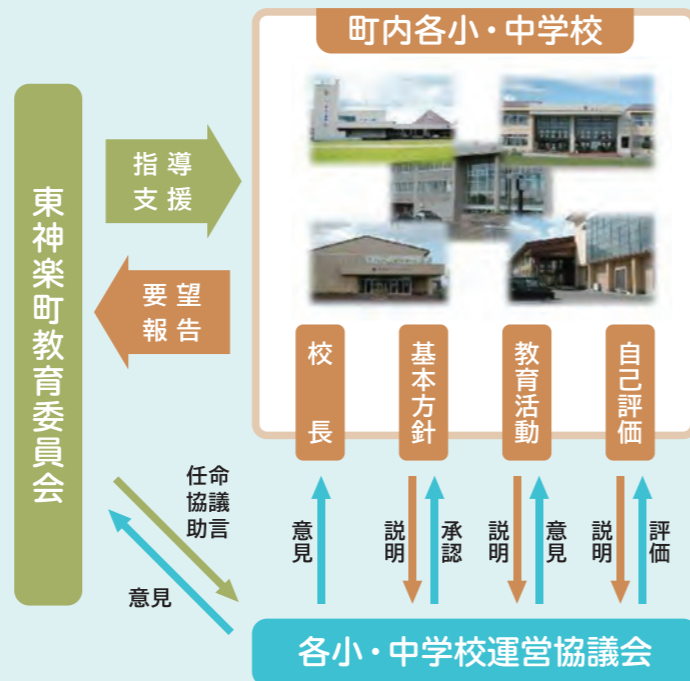 町内各小・中学校
東神楽町教育委員会
指導
支援
要望
報告
校長
基本方針
教育活動
自己評価
任命
協議
助言
意見
意見
説明
承認
説明
意見
説明
評価
各小・中学校運営協議会